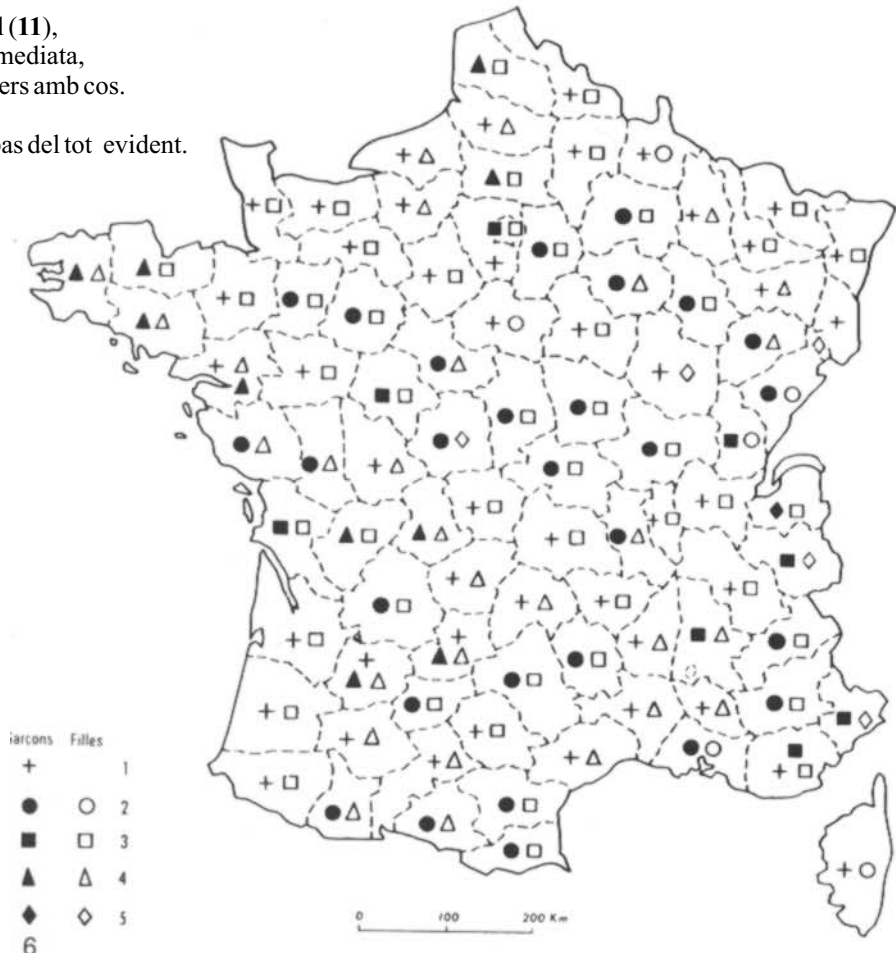 l (11),
mediata,
ers amb cos.
pas del tot evident.
Garcons Filles
1
2
3
4
5
6
0 100 200 Km